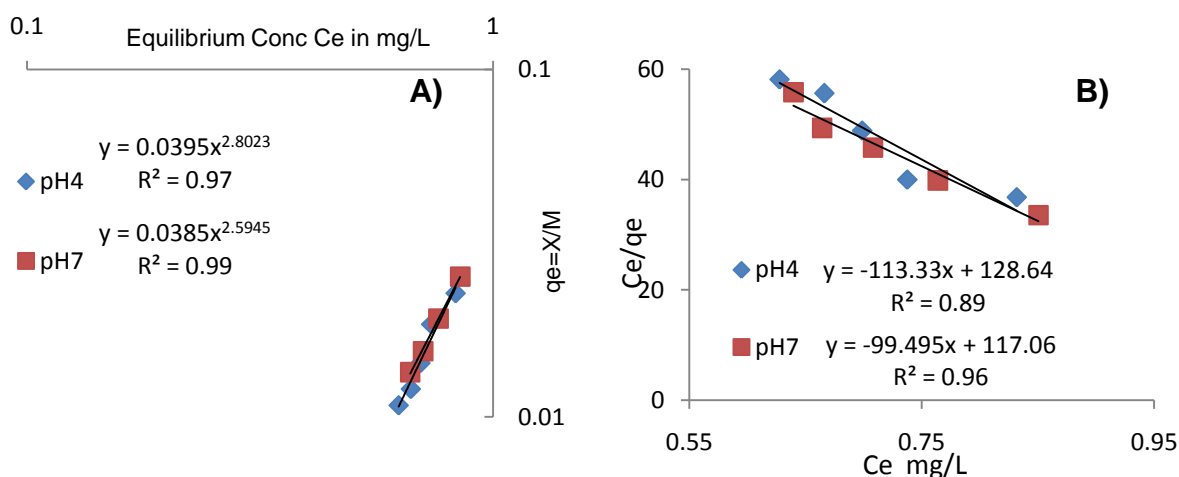 0.1
Equilibrium Conc Ce in mg/L
1
0.1
A)
y = 0.0395x^2.8023
R² = 0.97
pH4
y = 0.0385x^2.5945
R² = 0.99
pH7
qe=X/M
0.01
60
B)
40
Ce/qe
20
pH4 y = -113.33x + 128.64
R² = 0.89
pH7 y = -99.495x + 117.06
R² = 0.96
0
0.55 0.75 0.95
Ce mg/L